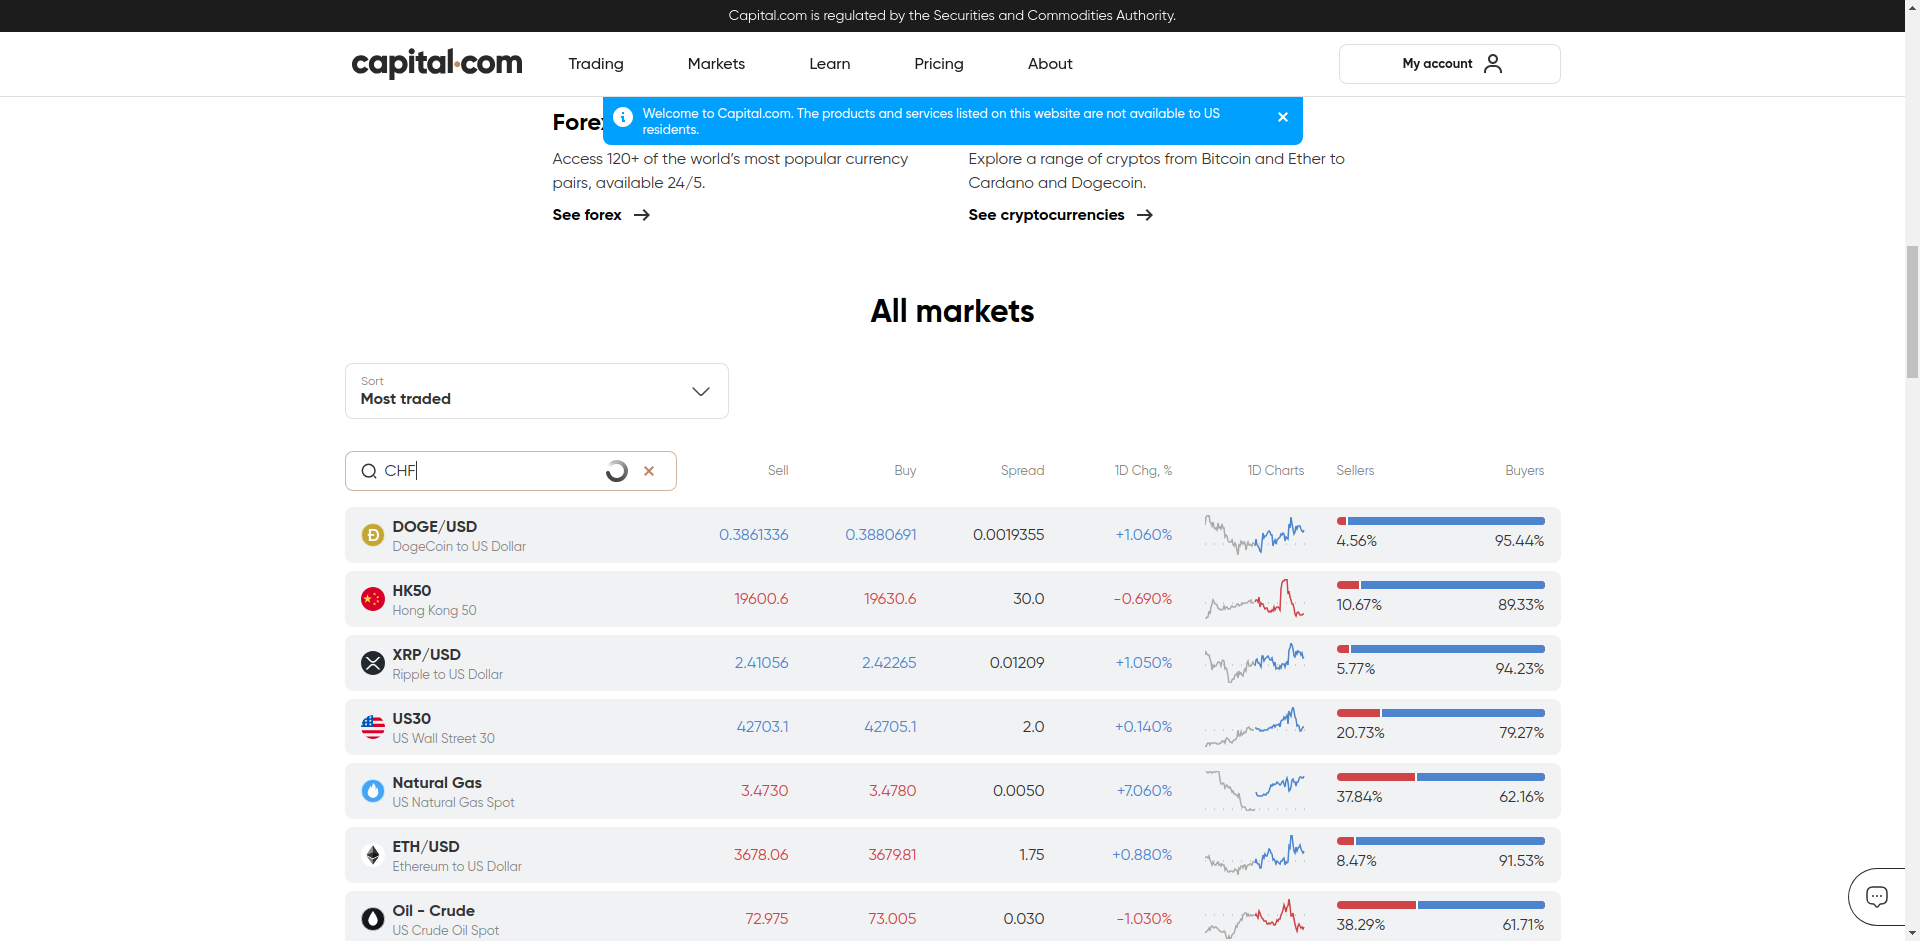 Capital.com is regulated by the Securities and Commodities Authority.
capital.com
Trading
Markets
Learn
Pricing
About
My account
Welcome to Capital.com. The products and services listed on this website are not available to US
residents.
Access 120+ of the world's most popular currency
pairs, available 24/5.
See forex
Explore a range of cryptos from Bitcoin and Ether to
Cardano and Dogecoin.
See cryptocurrencies
All markets
Sort
Most traded
CHF
Sell
Buy
Spread
1D Chg, %
1D Charts
Sellers
Buyers
DOGE/USD
DogeCoin to US Dollar
0.3861336
0.3880691
0.0019355
+1.060%
4.56%
95.44%
HK50
Hong Kong 50
19600.6
19630.6
30.0
-0.690%
10.67%
89.33%
XRP/USD
Ripple to US Dollar
2.41056
2.42265
0.01209
+1.050%
5.77%
94.23%
US30
US Wall Street 30
42703.1
42705.1
2.0
+0.140%
20.73%
79.27%
Natural Gas
US Natural Gas Spot
3.4730
3.4780
0.0050
+7.060%
37.84%
62.16%
ETH/USD
Ethereum to US Dollar
3678.06
3679.81
1.75
+0.880%
8.47%
91.53%
Oil - Crude
US Crude Oil Spot
72.975
73.005
0.030
-1.030%
38.29%
61.71%